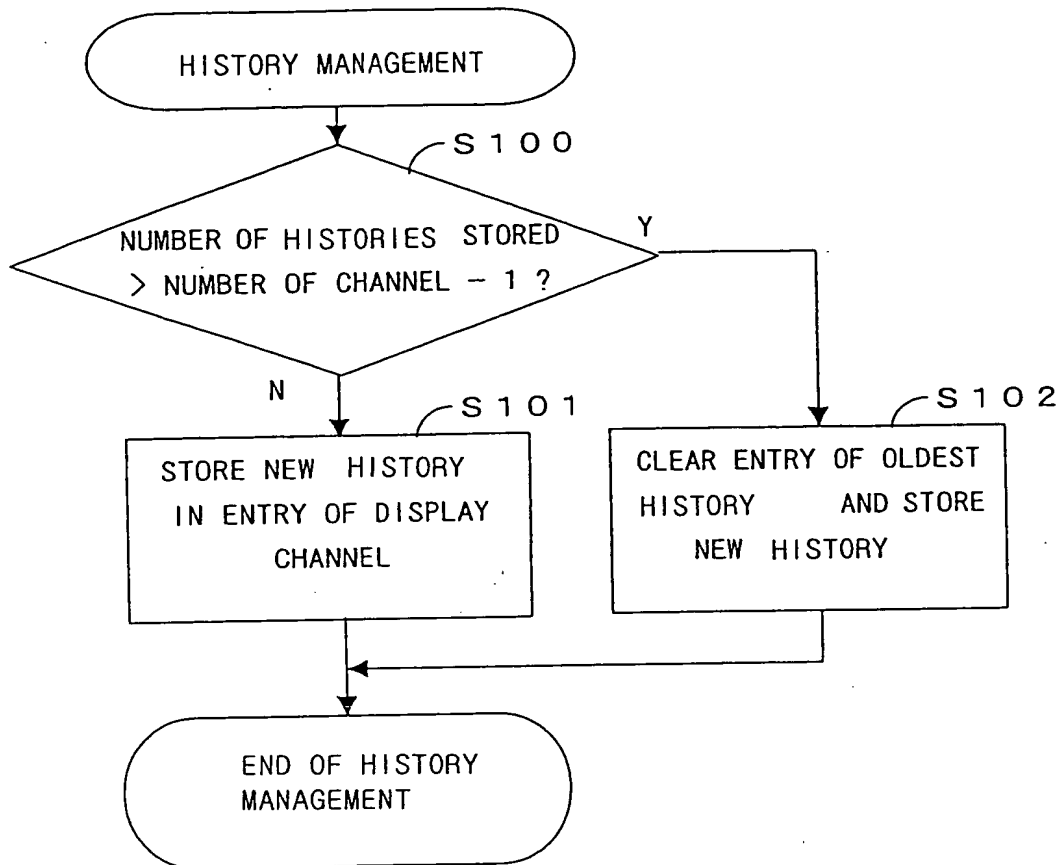 HISTORY MANAGEMENT
S100
NUMBER OF HISTORIES STORED
> NUMBER OF CHANNEL - 1 ?
Y
N
S101
STORE NEW HISTORY
IN ENTRY OF DISPLAY
CHANNEL
S102
CLEAR ENTRY OF OLDEST
HISTORY AND STORE
NEW HISTORY
END OF HISTORY
MANAGEMENT